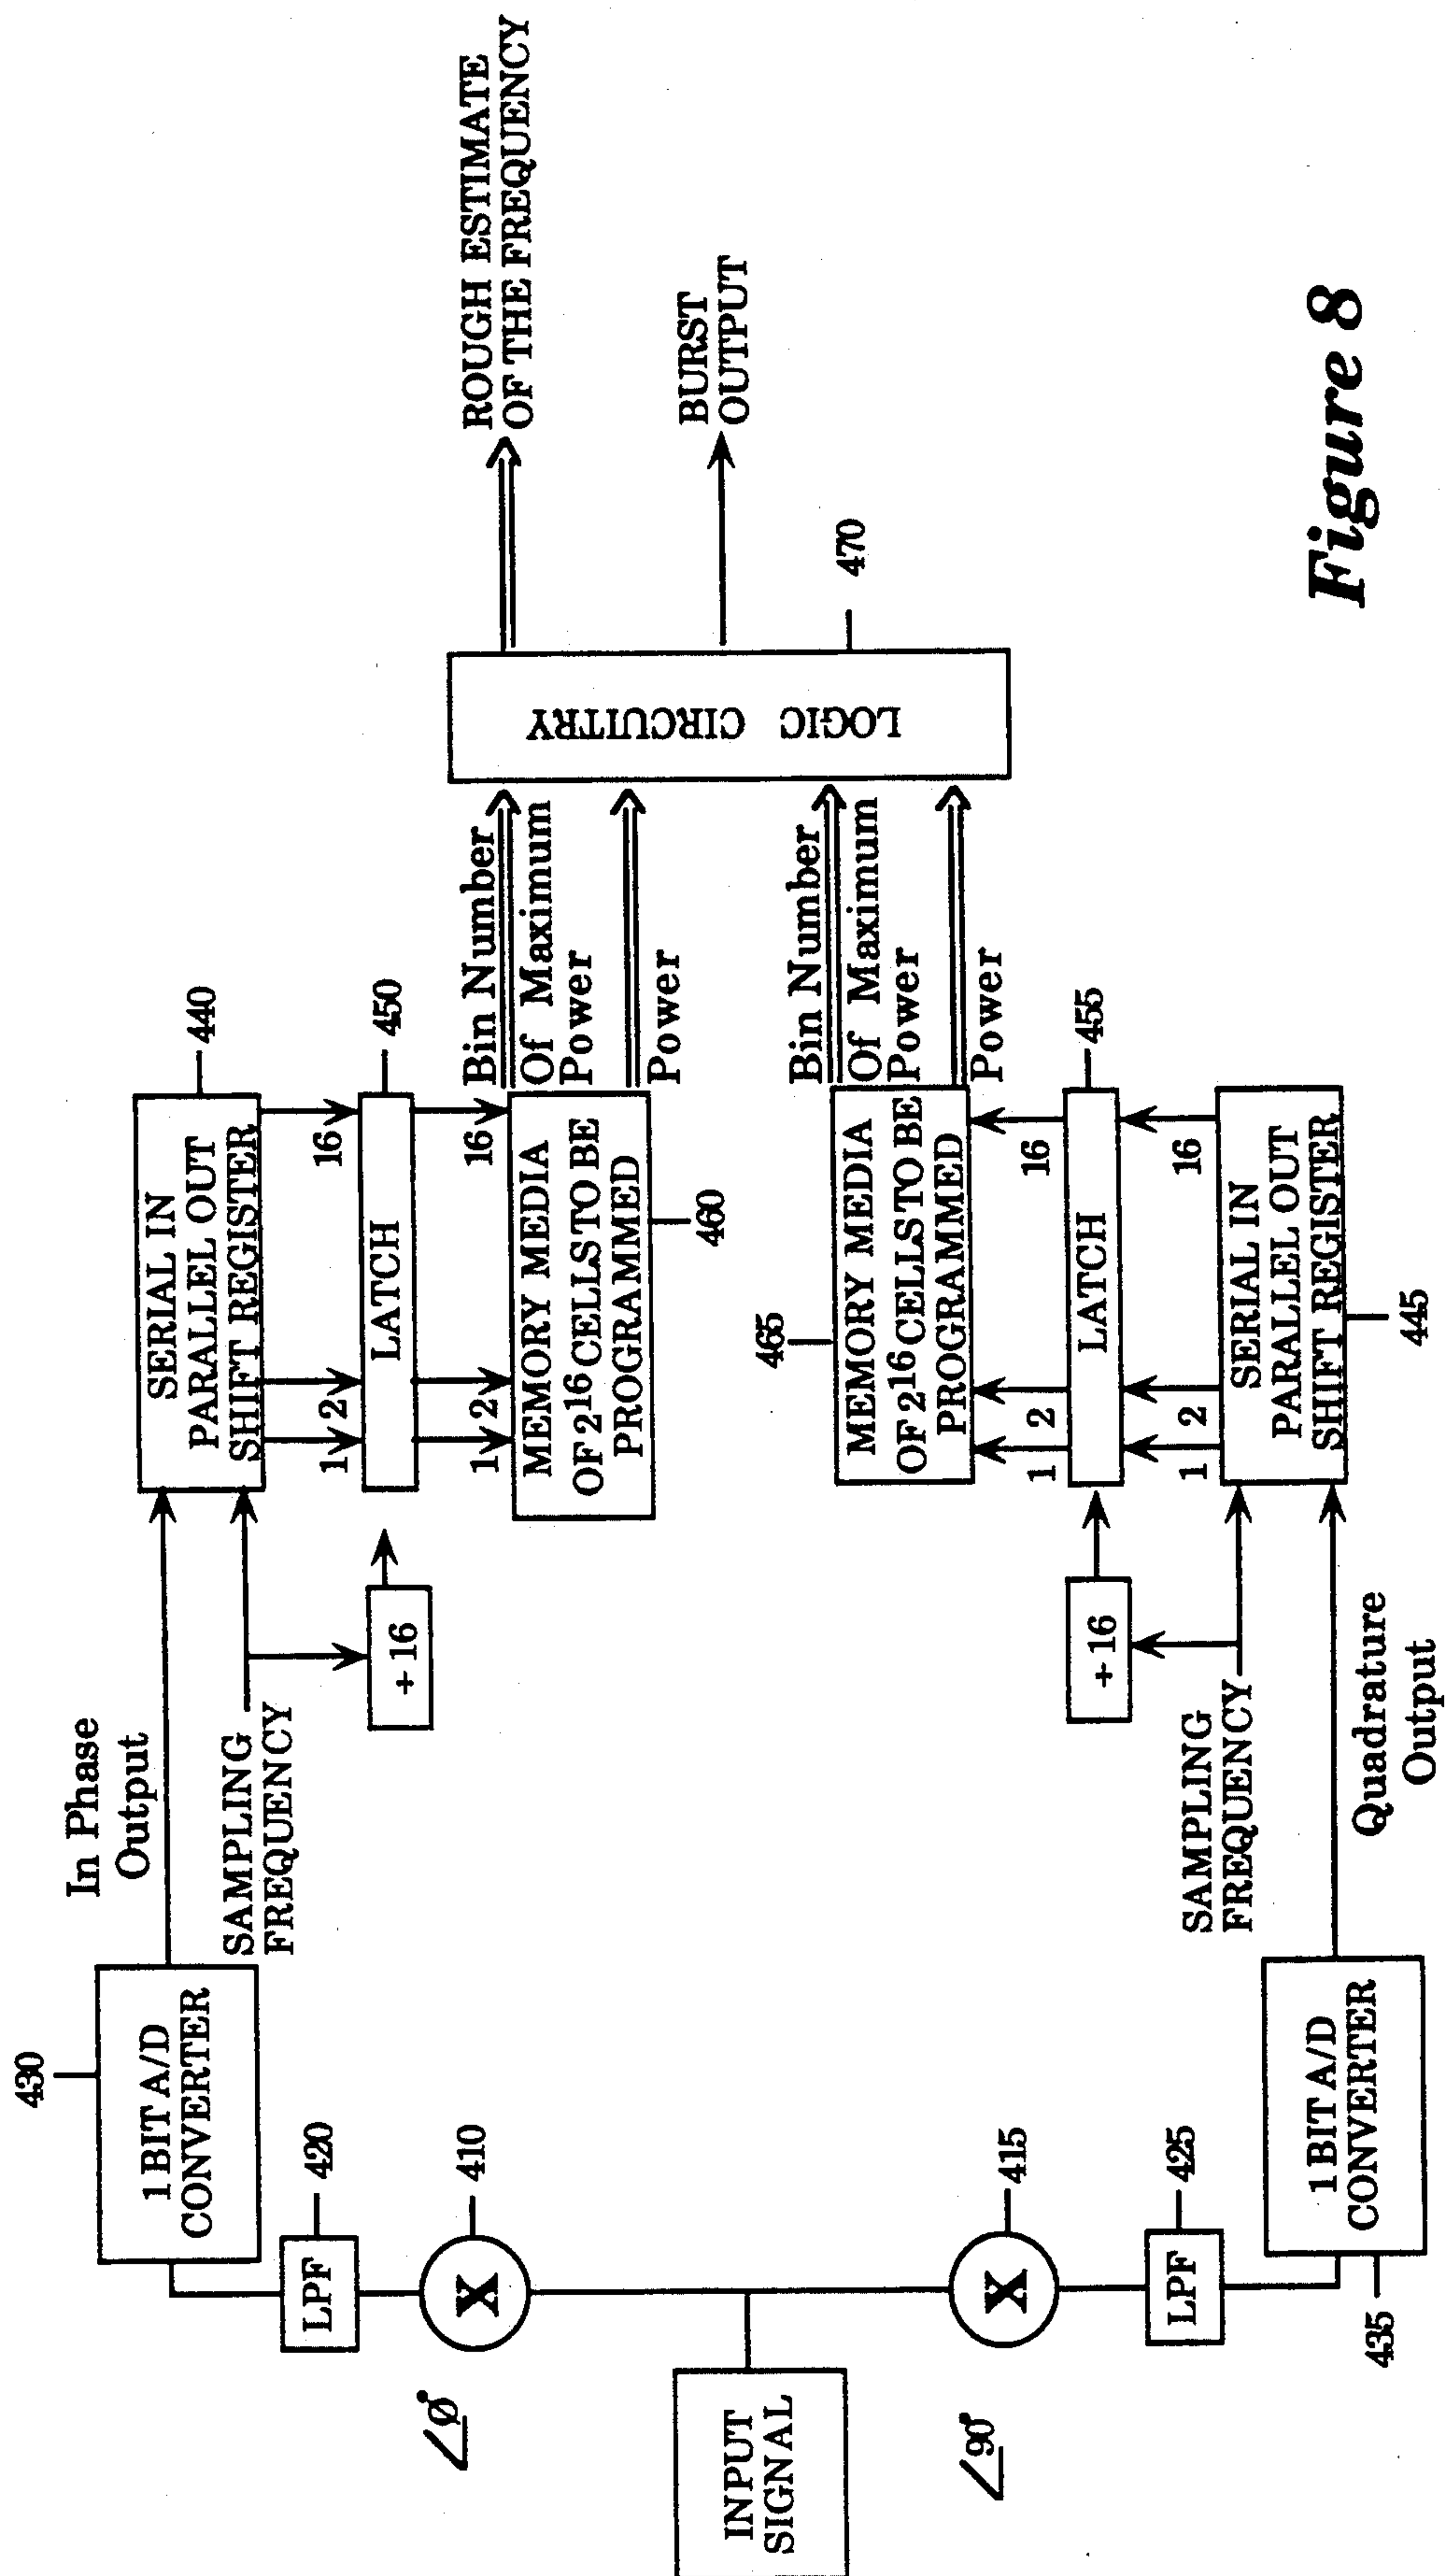 430
1 BIT A/D
CONVERTER
In Phase
Output
SAMPLING
FREQUENCY
440
SERIAL IN
PARALLEL OUT
SHIFT REGISTER
1
2
16
+16
LATCH
450
1
2
16
MEMORY MEDIA
OF 2^16 CELLS TO BE
PROGRAMMED
460
Bin Number
Of Maximum
Power
Power
LPF
420
X
410
∠0°
INPUT
SIGNAL
LOGIC CIRCUITRY
470
ROUGH ESTIMATE
OF THE FREQUENCY
BURST
OUTPUT
∠90°
X
415
LPF
425
465
MEMORY MEDIA
OF 2^16 CELLS TO BE
PROGRAMMED
Bin Number
Of Maximum
Power
Power
1
2
16
+16
LATCH
455
1
2
16
SAMPLING
FREQUENCY
SERIAL IN
PARALLEL OUT
SHIFT REGISTER
445
1 BIT A/D
CONVERTER
435
Quadrature
Output
Figure 8